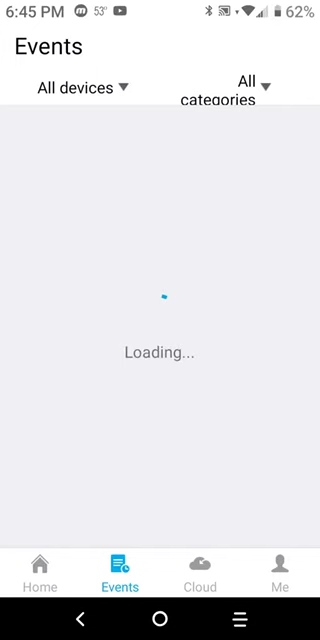 6:45 PM m 53° 62%
Events
All devices
All
categories
Loading...
Home Events Cloud Me